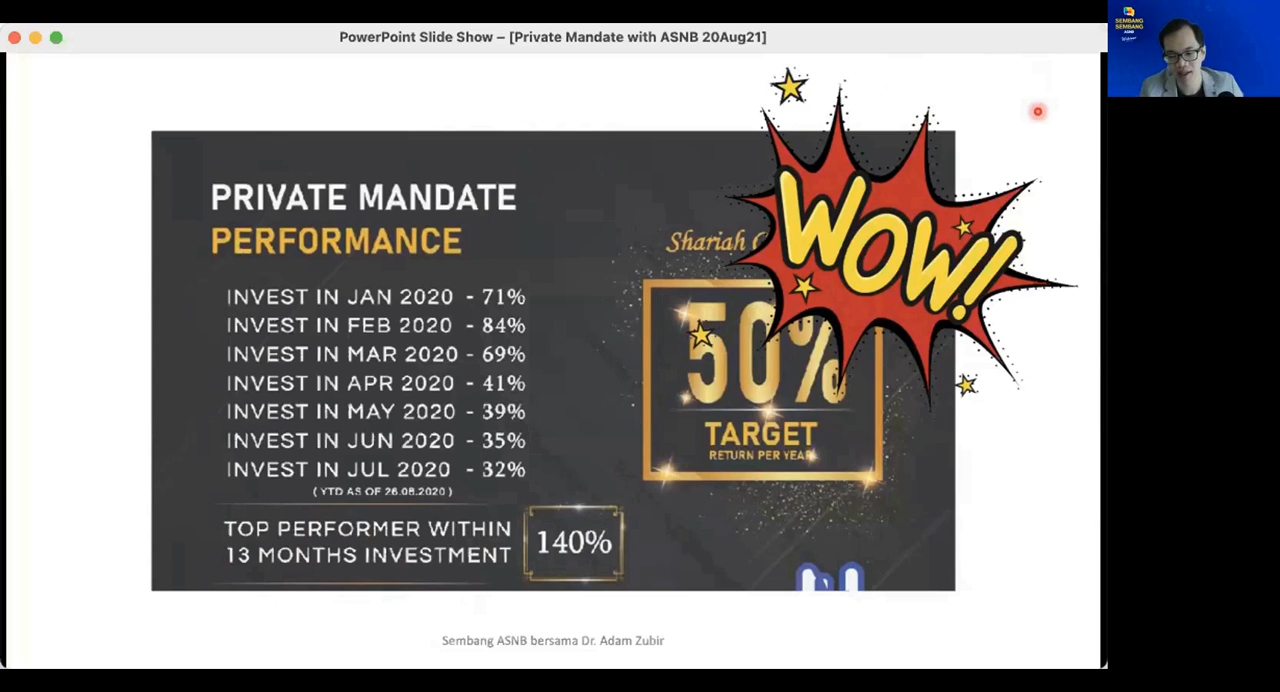 PowerPoint Slide Show – [Private Mandate with ASNB 20Aug21]
SEMBANG
SEMBANG
ASNB
PRIVATE MANDATE
PERFORMANCE
INVEST IN JAN 2020 - 71%
INVEST IN FEB 2020 - 84%
INVEST IN MAR 2020 - 69%
INVEST IN APR 2020 - 41%
INVEST IN MAY 2020 - 39%
INVEST IN JUN 2020 - 35%
INVEST IN JUL 2020 - 32%
( YTD AS OF 26.08.2020 )
TOP PERFORMER WITHIN
13 MONTHS INVESTMENT
140%
Shariah
WOW!
50%
TARGET
RETURN PER YEAR
Sembang ASNB bersama Dr. Adam Zubir